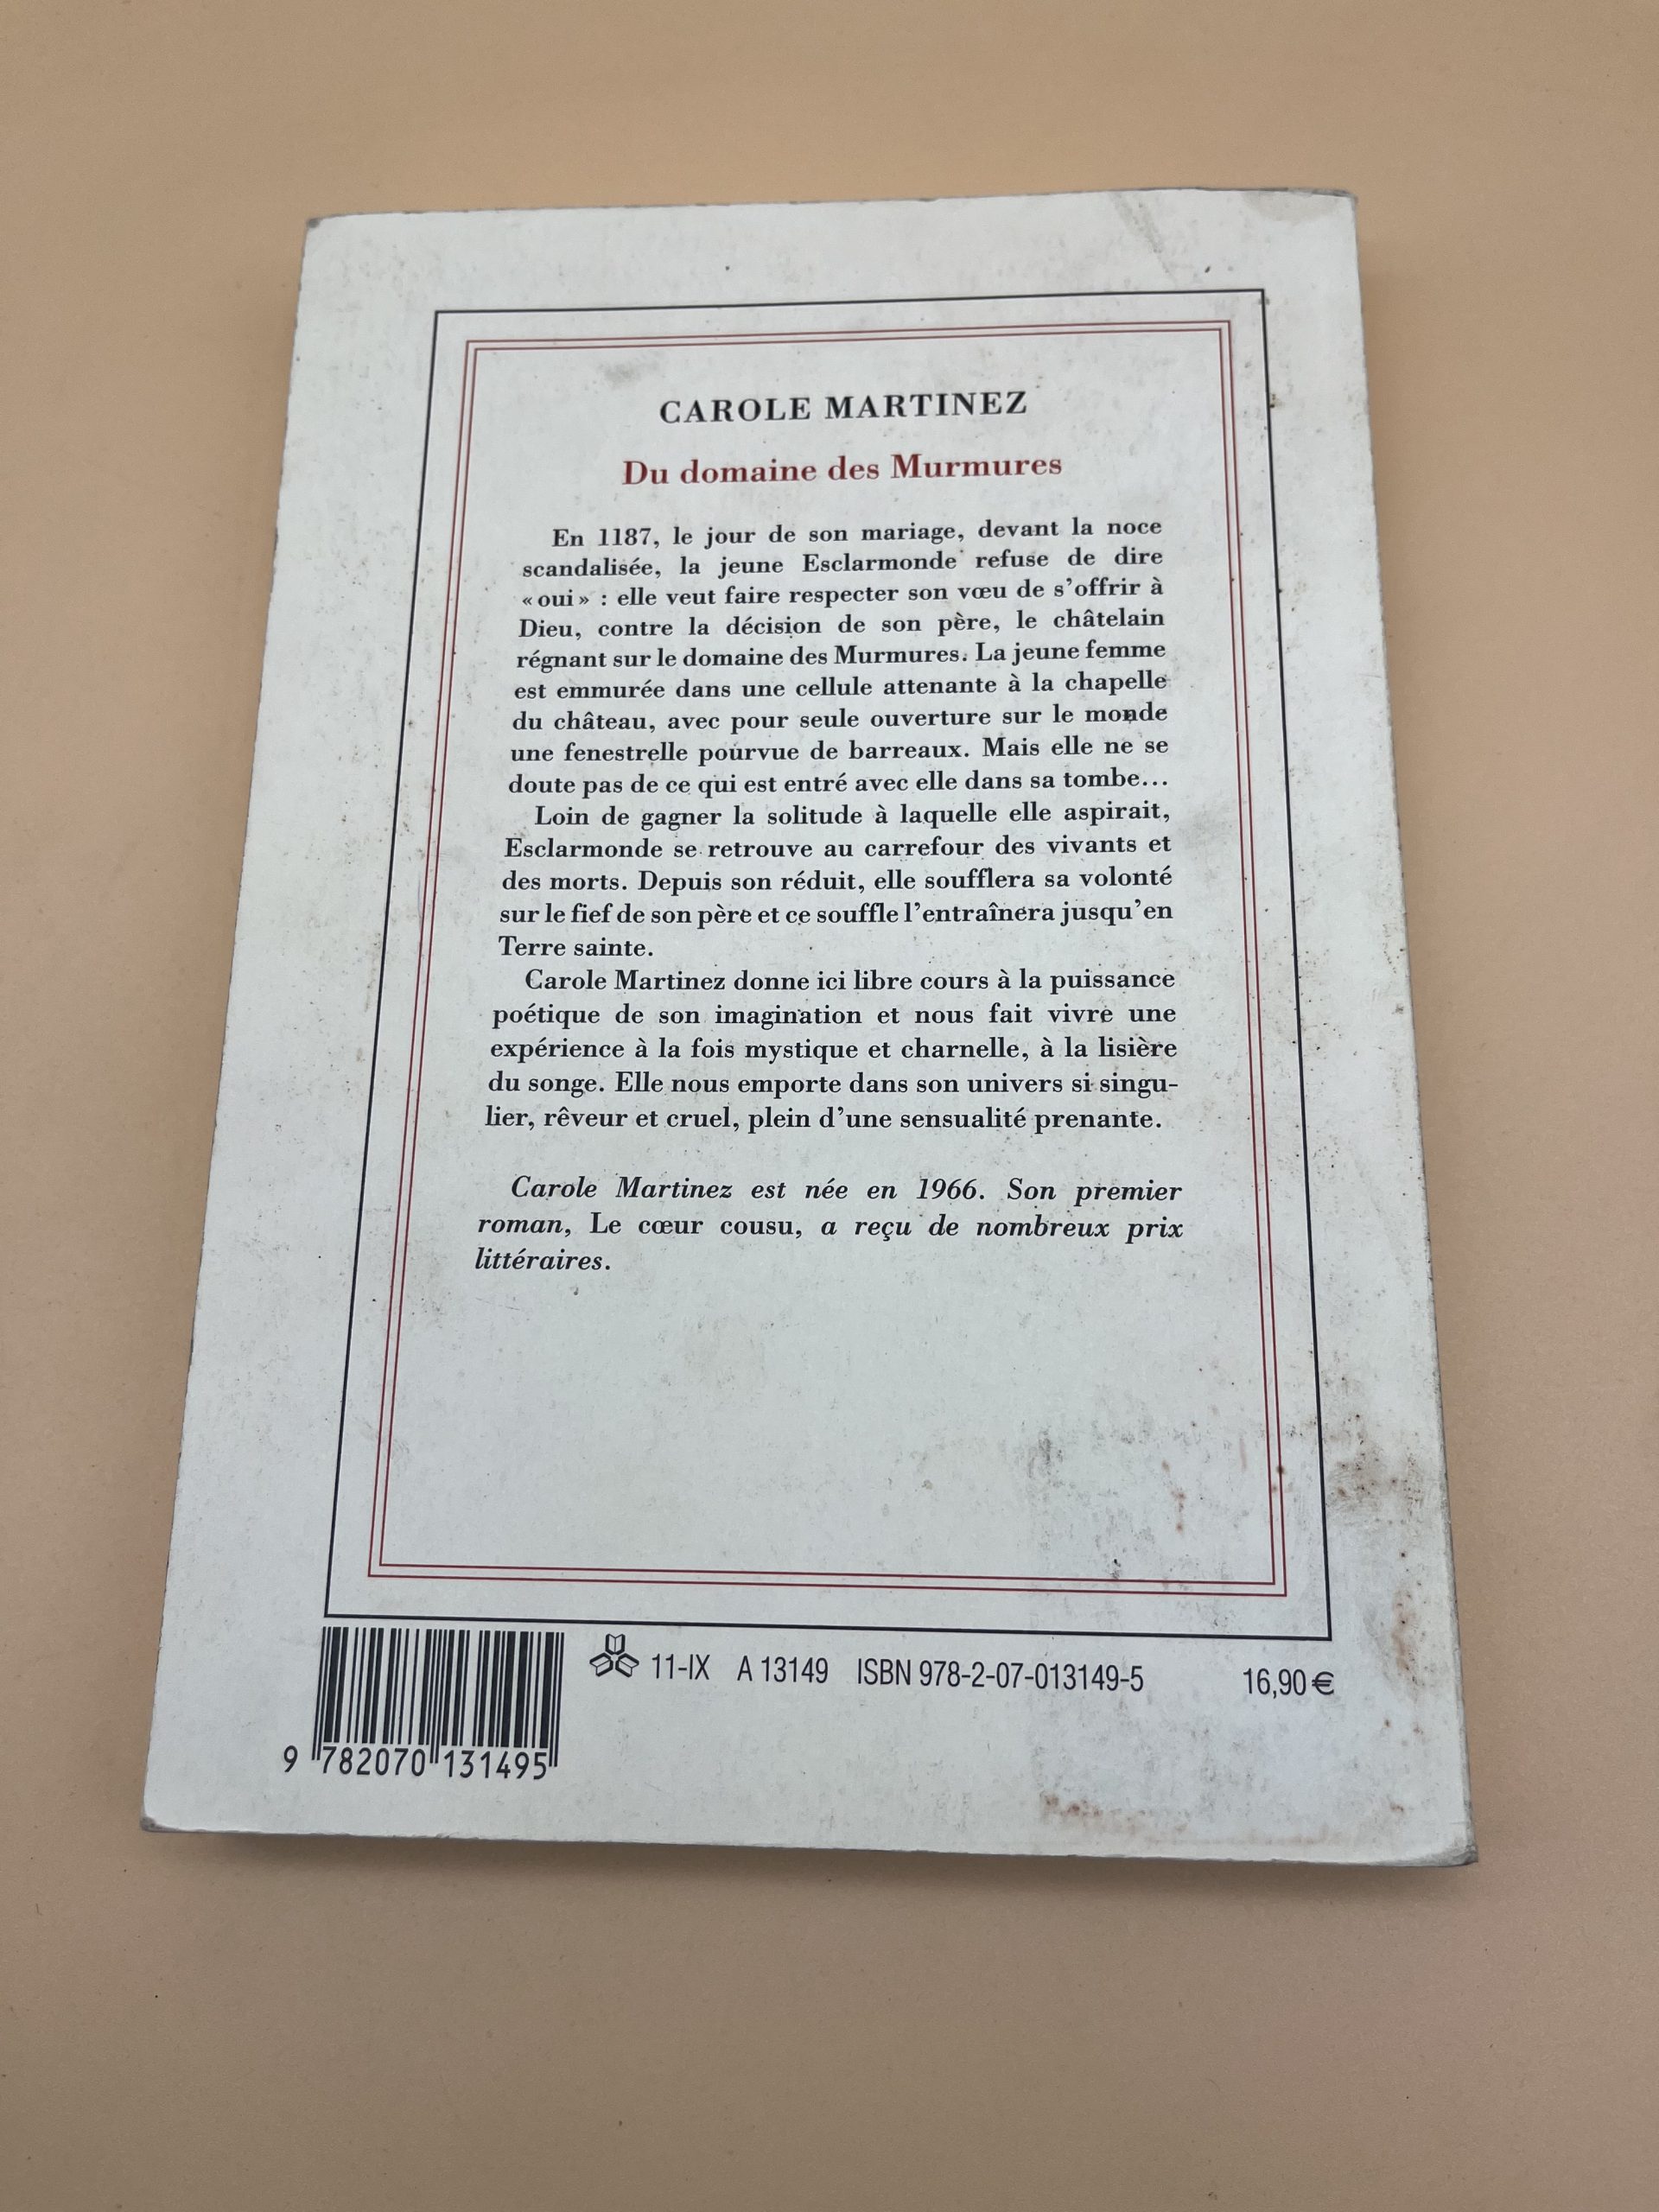 CAROLE MARTINEZ
Du domaine des Murmures
En 1187, le jour de son mariage, devant la noce
scandalisée, la jeune Esclarmonde refuse de dire
« oui » : elle veut faire respecter son vœu de s'offrir à
Dieu, contre la décision de son père, le châtelain
régnant sur le domaine des Murmures. La jeune femme
est emmurée dans une cellule attenante à la chapelle
du château, avec pour seule ouverture sur le monde
une fenestrelle pourvue de barreaux. Mais elle ne se
doute pas de ce qui est entré avec elle dans sa tombe...
Loin de gagner la solitude à laquelle elle aspirait,
Esclarmonde se retrouve au carrefour des vivants et
des morts. Depuis son réduit, elle soufflera sa volonté
sur le fief de son père et ce souffle l'entraînera jusqu'en
Terre sainte.
Carole Martinez donne ici libre cours à la puissance
poétique de son imagination et nous fait vivre une
expérience à la fois mystique et charnelle, à la lisière
du songe. Elle nous emporte dans son univers si singu-
lier, rêveur et cruel, plein d'une sensualité prenante.
Carole Martinez est née en 1966. Son premier
roman, Le cœur cousu, a reçu de nombreux prix
littéraires.
11-IX A 13149 ISBN 978-2-07-013149-5 16,90 €
9 782070 131495